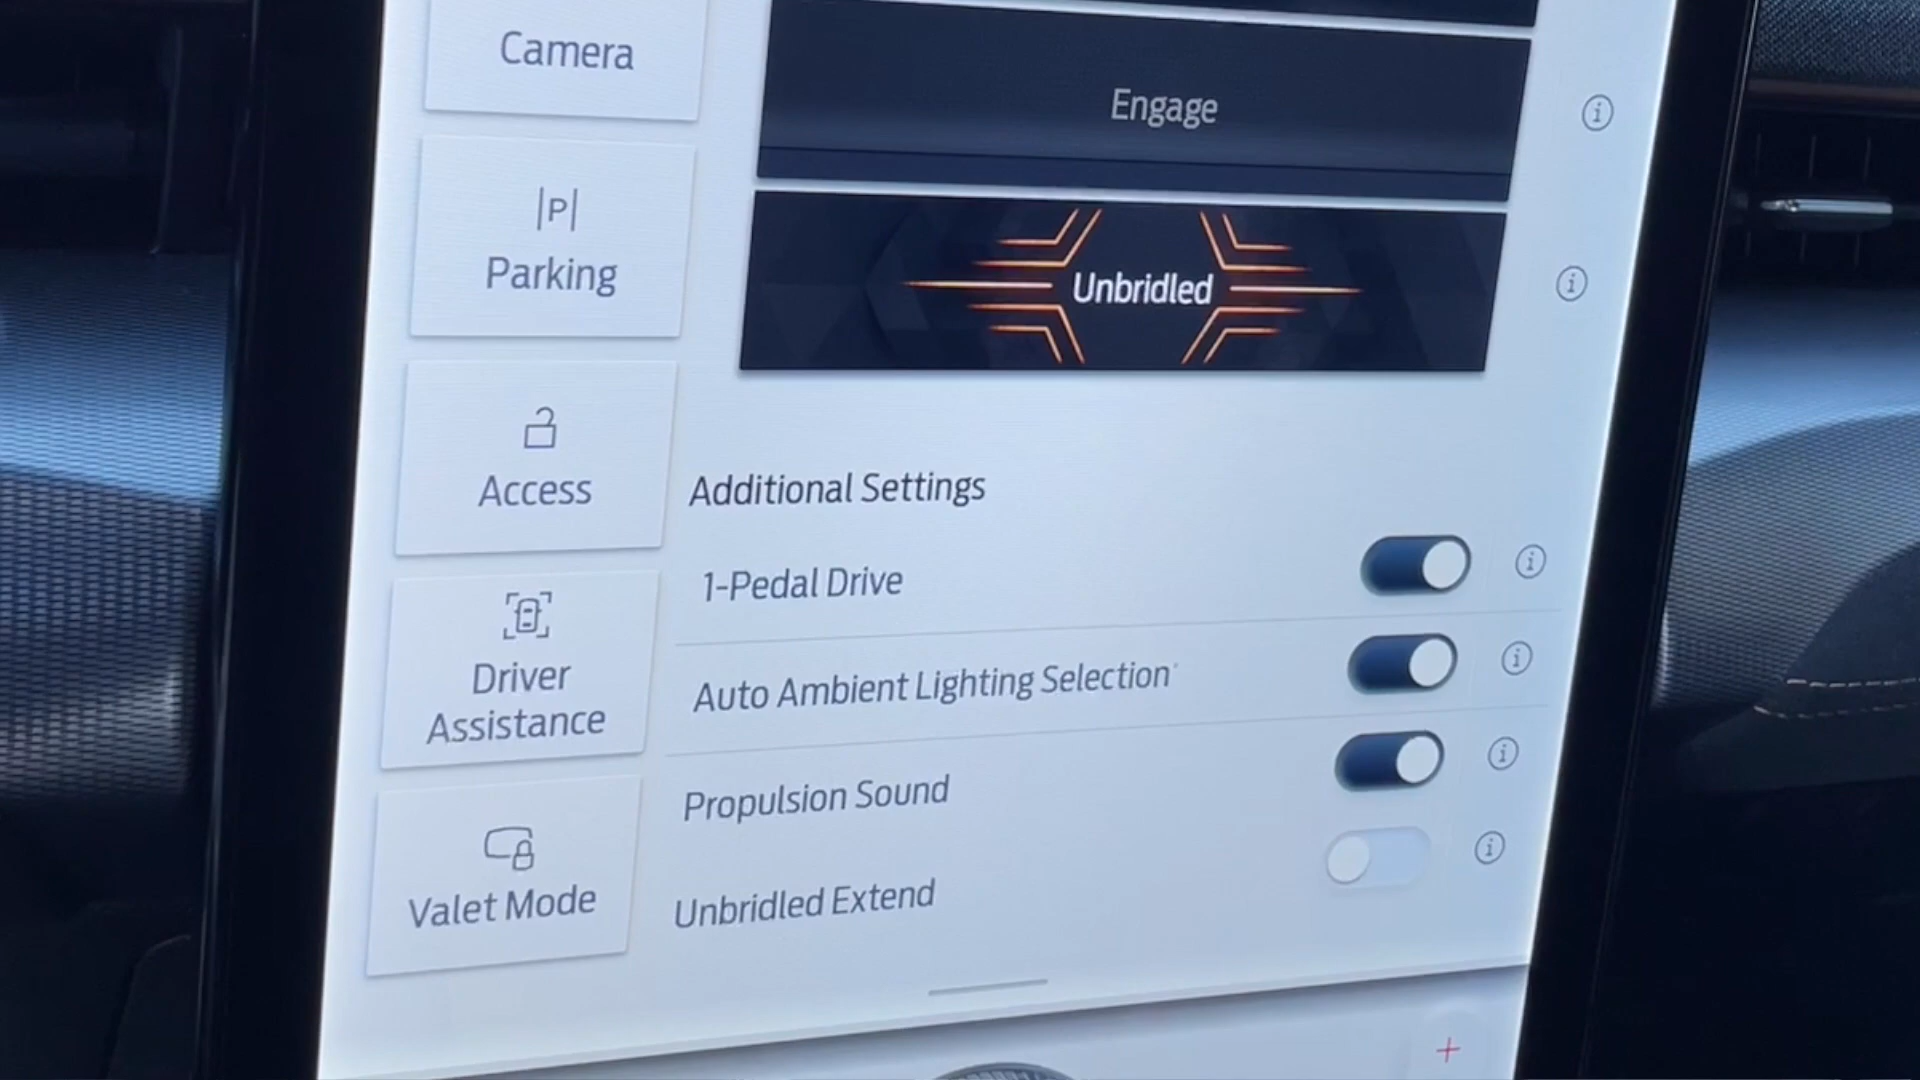 Camera
Engage
P
Parking
Unbridled
Access
Additional Settings
1-Pedal Drive
Driver
Assistance
Auto Ambient Lighting Selection
Propulsion Sound
Valet Mode
Unbridled Extend